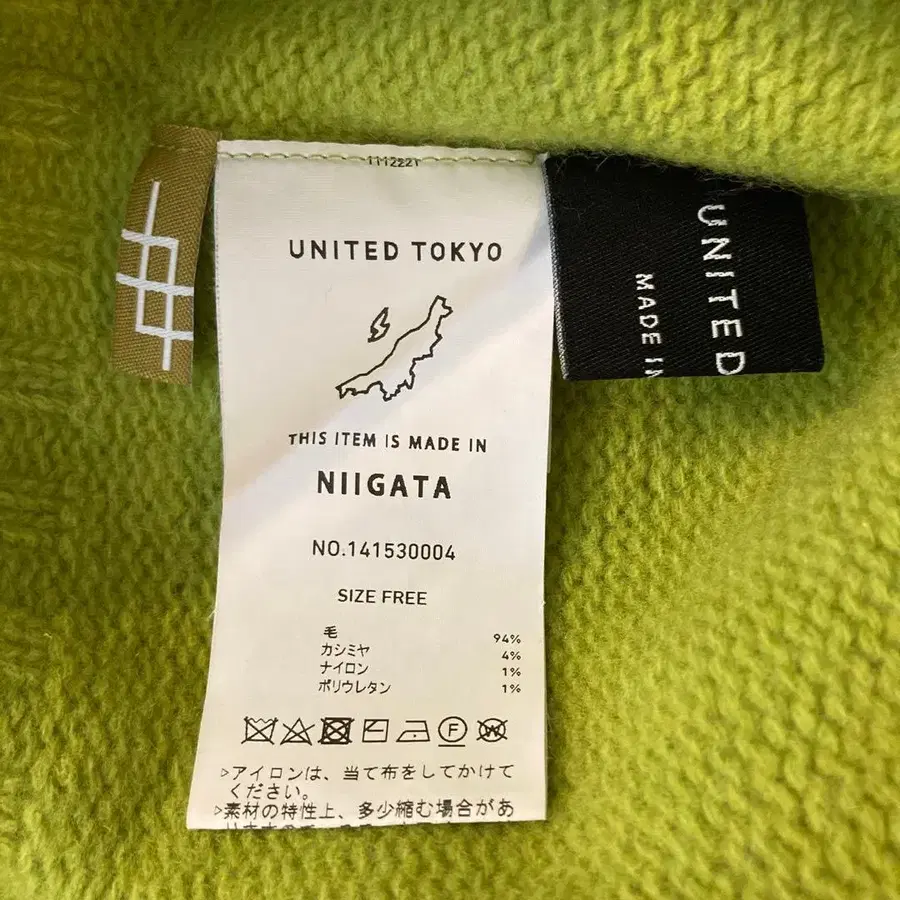 1112221
UNITED TOKYO
THIS ITEM IS MADE IN
NIIGATA
NO.141530004
SIZE FREE
毛 94%
カシミヤ 4%
ナイロン 1%
ポリウレタン 1%
▷アイロンは、当て布をしてかけて
ください。
▷素材の特性上、多少縮む場合があ
UNITED
MADE IN